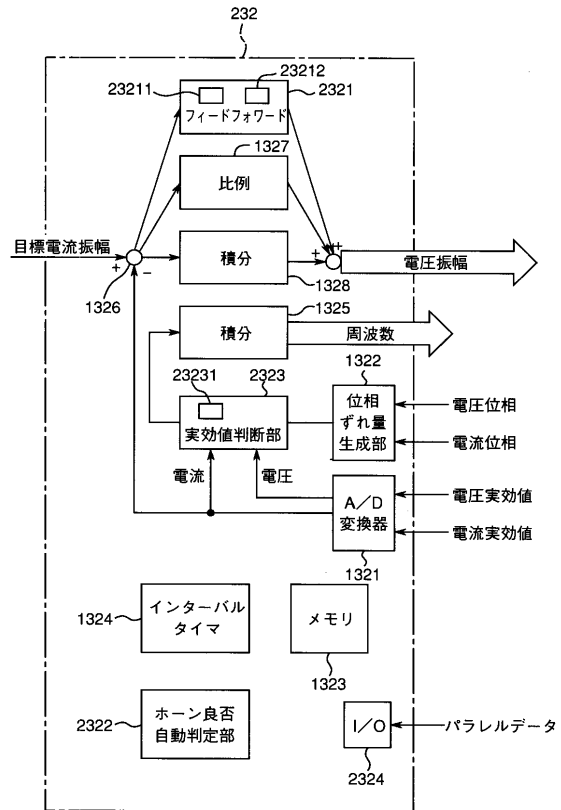 232
23211
23212
2321
フィードフォワード
1327
比例
目標電流振幅
+
−
1326
積分
+
++
電圧振幅
1328
1325
積分
周波数
23231
2323
1322
実効値判断部
位相
ずれ量
生成部
電圧位相
電流位相
電流
電圧
A/D
変換器
電圧実効値
電流実効値
1321
1324
インターバル
タイマ
メモリ
1323
2322
ホーン良否
自動判定部
I/O
パラレルデータ
2324